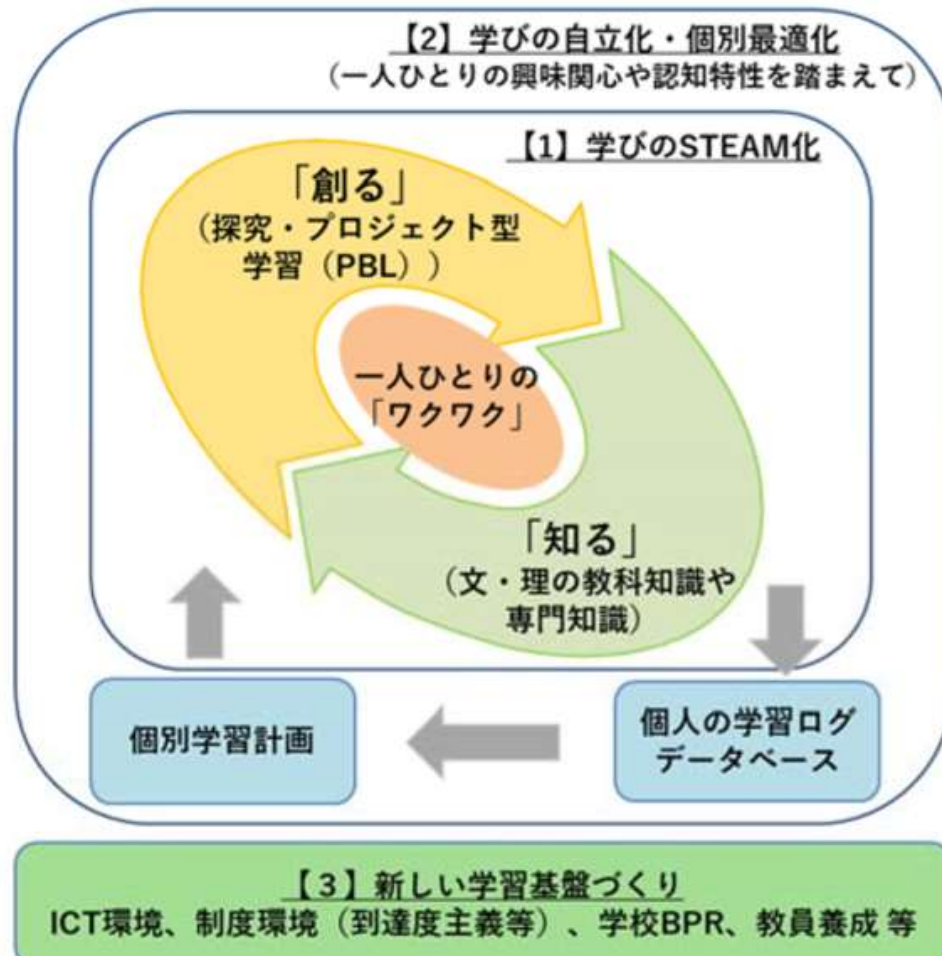 【2】学びの自立化・個別最適化
（一人ひとりの興味関心や認知特性を踏まえて）
【1】学びのSTEAM化
「創る」
（探究・プロジェクト型
学習（PBL））
一人ひとりの
「ワクワク」
「知る」
（文・理の教科知識や
専門知識）
個別学習計画
個人の学習ログ
データベース
【３】新しい学習基盤づくり
ICT環境、制度環境（到達度主義等）、学校BPR、教員養成 等